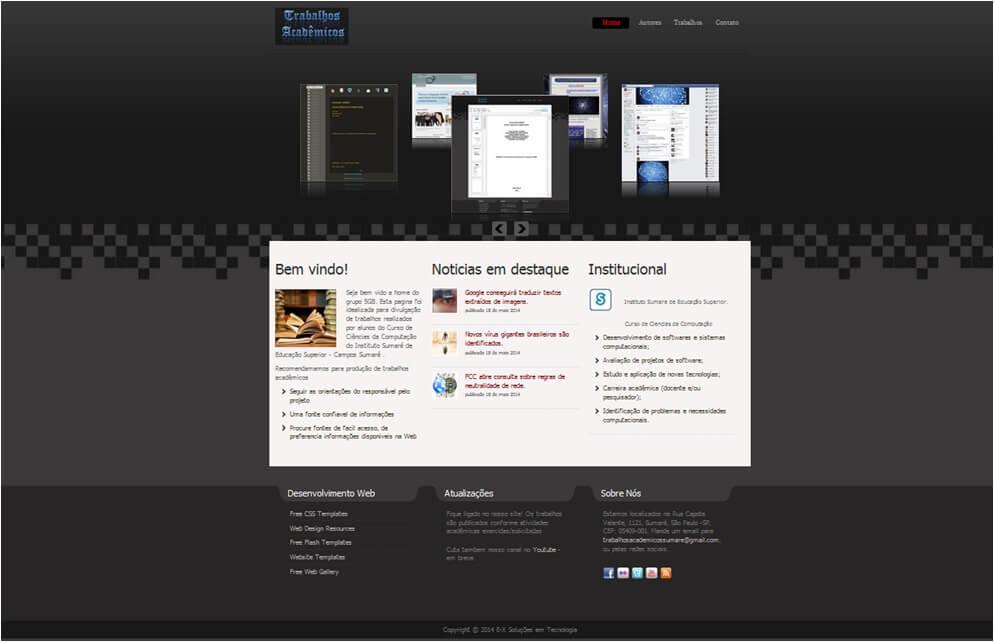 Trabalhos
Acadêmicos
Home Autores Trabalhos Contato
Bem vindo!
Seja bem vido a home do
grupo SGB. Esta pagina foi
idealizada para divulgação
de trabalhos realizados
por alunos do Curso de
Ciências da Computação
do Instituto Sumaré de
Educação Superior - Campos Sumaré .
Recomendamamos para produção de trabalhos
acadêmicos
Seguir as orientações do responsável pelo
projeto
Uma fonte confiavel de informações
Procure fontes de facil acesso, de
preferencia informações disponiveis na Web
Noticias em destaque
Google conseguirá traduzir textos
extraídos de imagens.
publicado 18 de maio 2014
Novos vírus gigantes brasileiros são
identificados.
publicado 18 de maio 2014
FCC abre consulta sobre regras de
neutralidade de rede.
publicado 18 de maio 2014
Institucional
Instituto Sumare de Educação Superior.
Curso de Ciencias da Computação
Desenvolvimento de softwares e sistemas
computacionais;
Avaliação de projetos de software;
Estudo e aplicação de novas tecnologias;
Carreira acadêmica (docente e/ou
pesquisador);
Identificação de problemas e necessidades
computacionais.
Desenvolvimento Web
Free CSS Templates
Web Design Resources
Free Flash Templates
Website Templates
Free Web Gallery
Atualizações
Fique ligado no nosso site! Os trabalhos
são publicados conforme atividades
acadêmicas exercidas/solicitadas
Cuta tambem nosso canal no Youtube -
em breve
Sobre Nós
Estamos localizados na Rua Capote
Valente, 1121, Sumaré, São Paulo -SP,
CEP: 05409-001. Mande um email para
trabalhosacademicossumare@gmail.com,
ou pelas redes sociais.
Copyright © 2014 E-X Soluções em Tecnologia